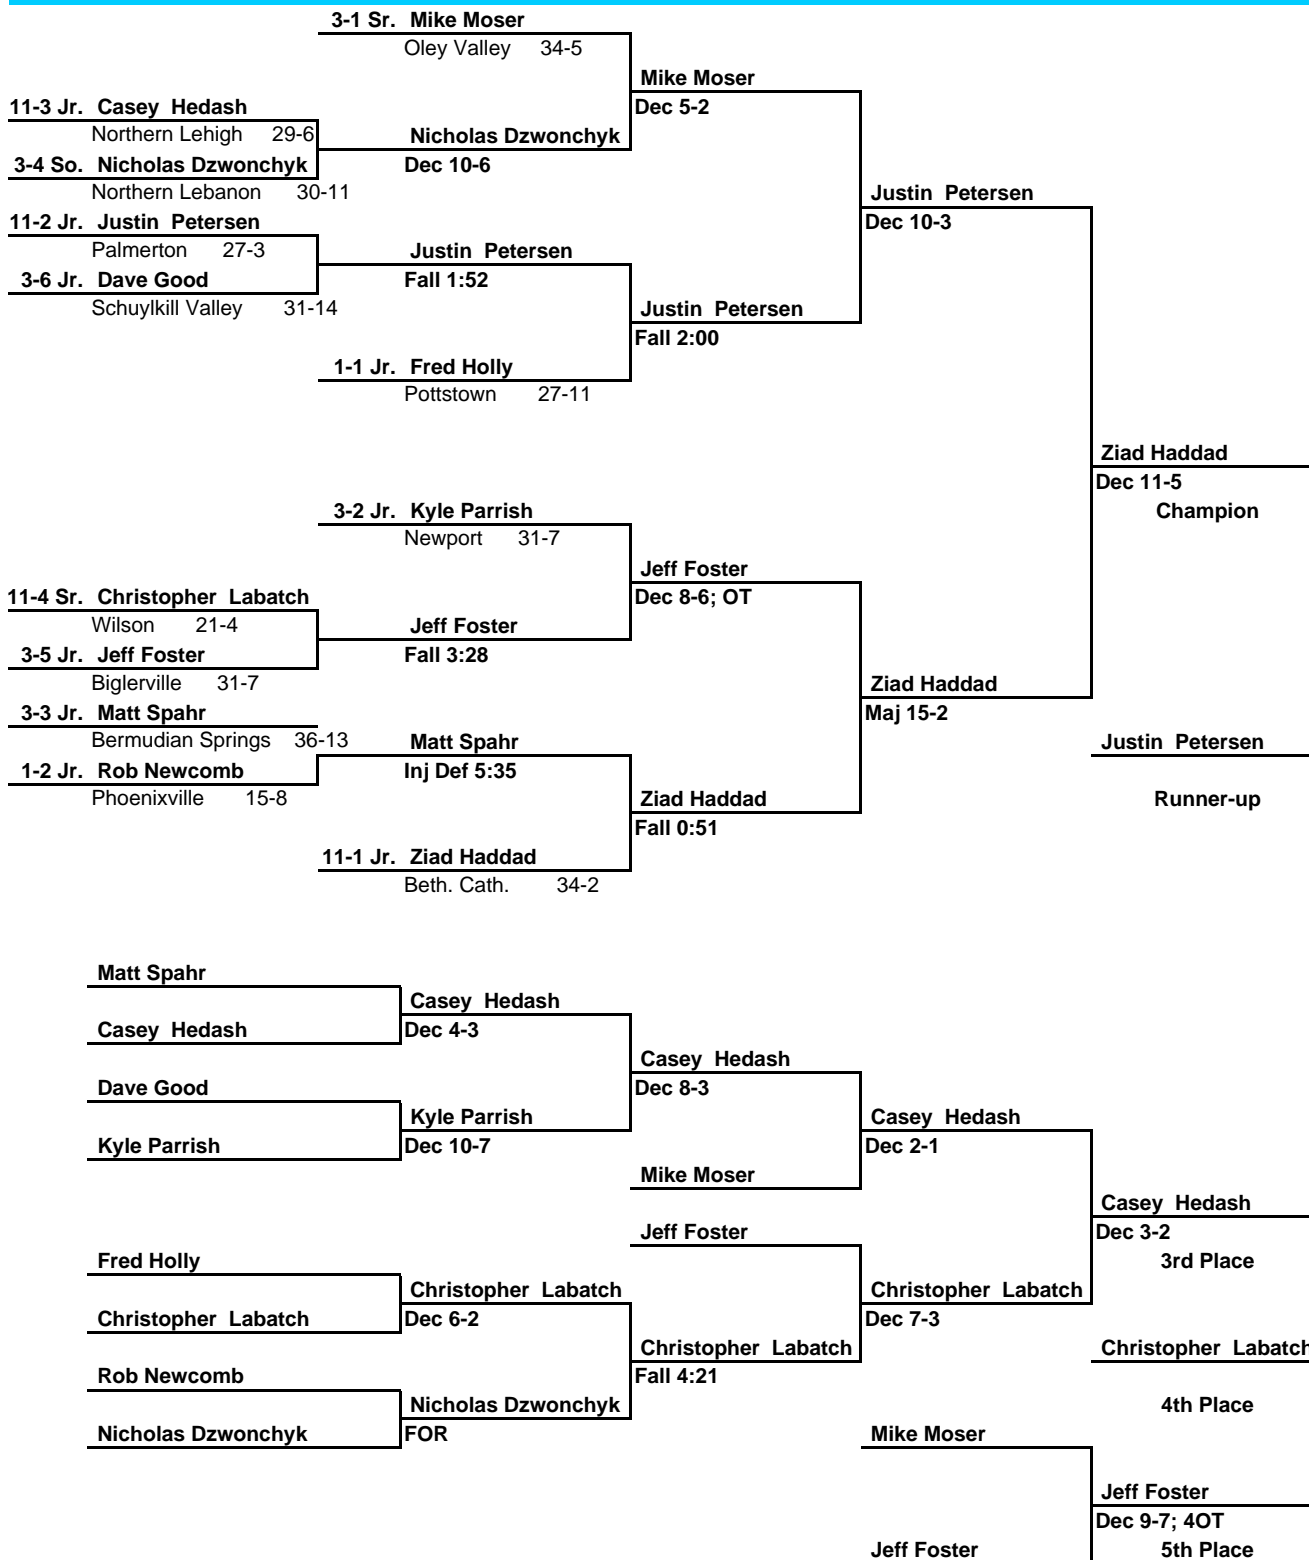 3-1 Sr. Mike Moser
Oley Valley 34-5
Mike Moser
11-3 Jr. Casey Hedash
Dec 5-2
Northern Lehigh 29-6
Nicholas Dzwonchyk
3-4 So. Nicholas Dzwonchyk
Dec 10-6
Northern Lebanon 30-11
Justin Petersen
11-2 Jr. Justin Petersen
Dec 10-3
Palmerton 27-3
Justin Petersen
3-6 Jr. Dave Good
Fall 1:52
Schuylkill Valley 31-14
Justin Petersen
Fall 2:00
1-1 Jr. Fred Holly
Pottstown 27-11
Ziad Haddad
Dec 11-5
3-2 Jr. Kyle Parrish
Champion
Newport 31-7
Jeff Foster
11-4 Sr. Christopher Labatch
Dec 8-6; OT
Wilson 21-4
Jeff Foster
3-5 Jr. Jeff Foster
Fall 3:28
Biglerville 31-7
Ziad Haddad
3-3 Jr. Matt Spahr
Maj 15-2
Bermudian Springs 36-13
Matt Spahr
Justin Petersen
1-2 Jr. Rob Newcomb
Inj Def 5:35
Phoenixville 15-8
Ziad Haddad
Runner-up
Fall 0:51
11-1 Jr. Ziad Haddad
Beth. Cath. 34-2
Matt Spahr
Casey Hedash
Casey Hedash
Dec 4-3
Casey Hedash
Dave Good
Dec 8-3
Kyle Parrish
Casey Hedash
Kyle Parrish
Dec 10-7
Dec 2-1
Mike Moser
Casey Hedash
Jeff Foster
Dec 3-2
Fred Holly
3rd Place
Christopher Labatch
Christopher Labatch
Christopher Labatch
Dec 6-2
Dec 7-3
Christopher Labatch
Christopher Labatch
Rob Newcomb
Fall 4:21
Nicholas Dzwonchyk
4th Place
Nicholas Dzwonchyk
FOR
Mike Moser
Jeff Foster
Dec 9-7; 4OT
Jeff Foster
5th Place